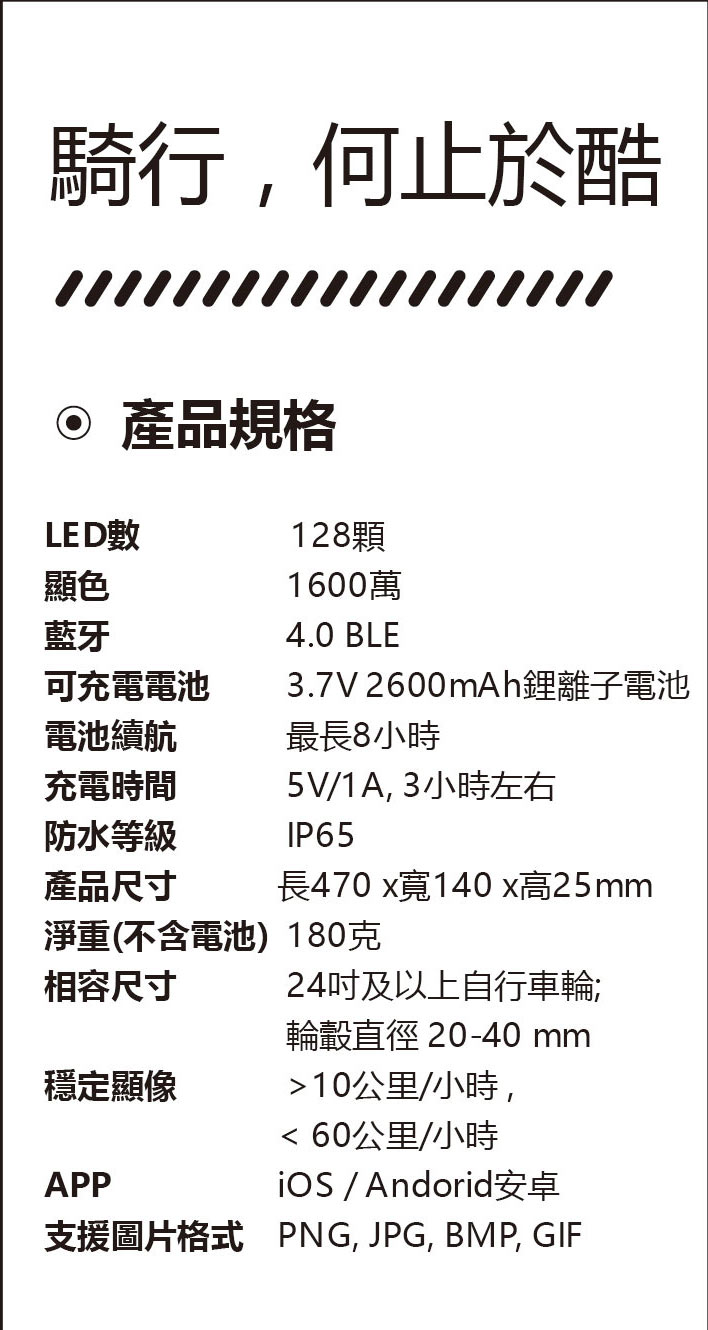 騎行，何止於酷
產品規格
LED數 128顆
顯色 1600萬
藍牙 4.0 BLE
可充電電池 3.7V 2600mAh鋰離子電池
電池續航 最長8小時
充電時間 5V/1A, 3小時左右
防水等級 IP65
產品尺寸 長470 x寬140 x高25mm
淨重(不含電池) 180克
相容尺寸 24吋及以上自行車輪;
輪轂直徑 20-40 mm
穩定顯像 >10公里/小時 ,
< 60公里/小時
APP iOS / Andorid安卓
支援圖片格式 PNG, JPG, BMP, GIF